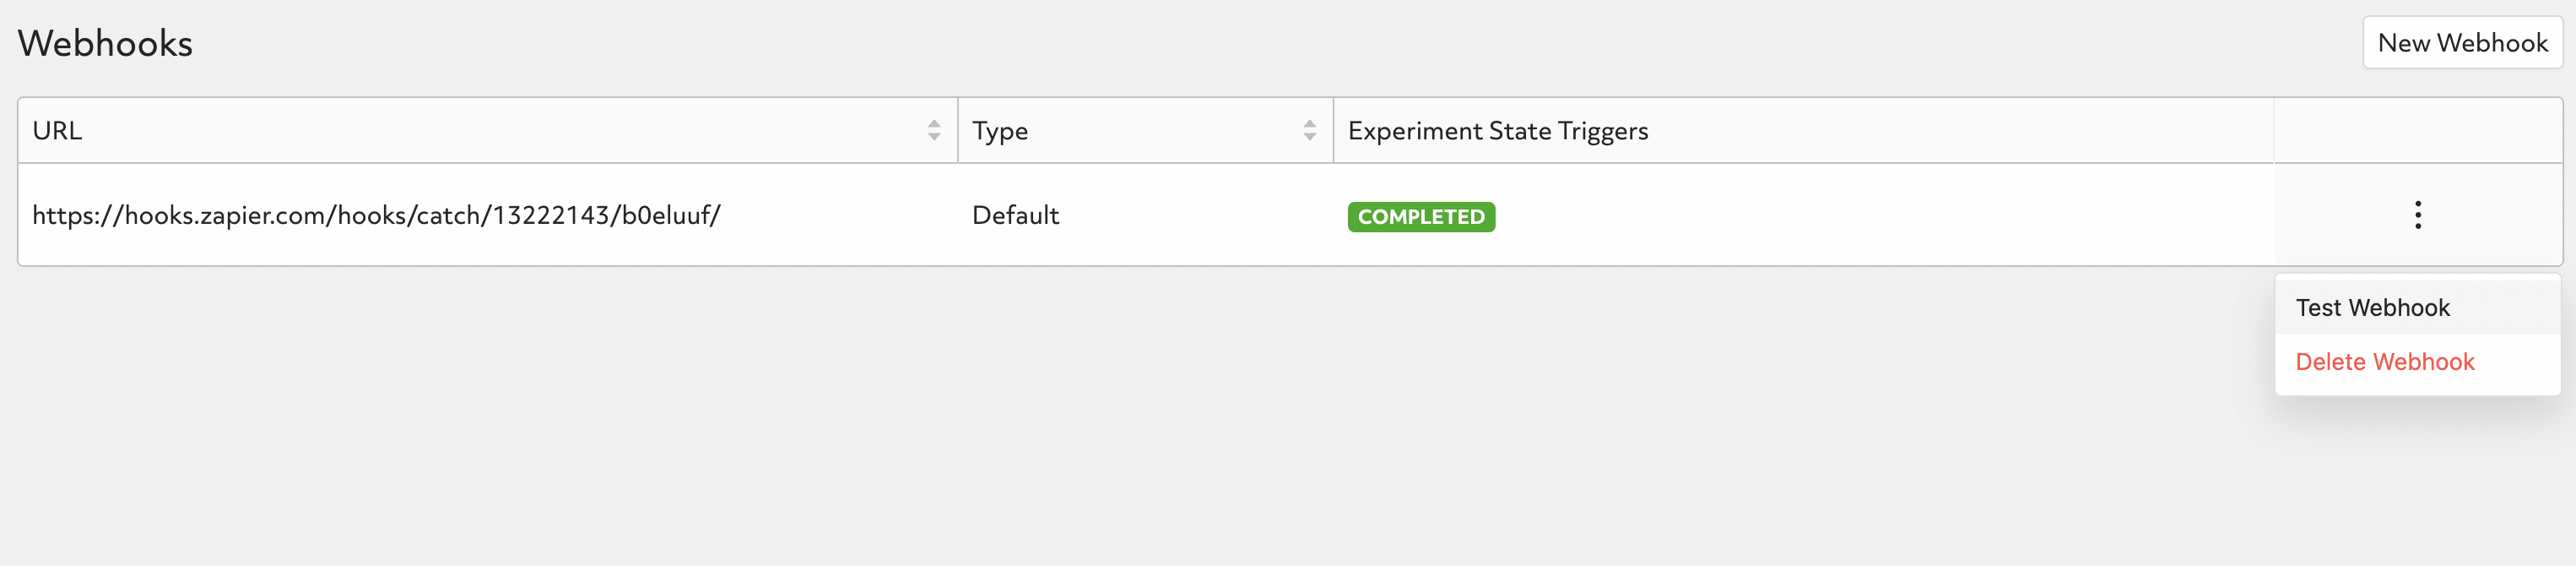 Webhooks
New Webhook
URL
Type
Experiment State Triggers
https://hooks.zapier.com/hooks/catch/13222143/b0eluuf/
Default
COMPLETED
Test Webhook
Delete Webhook